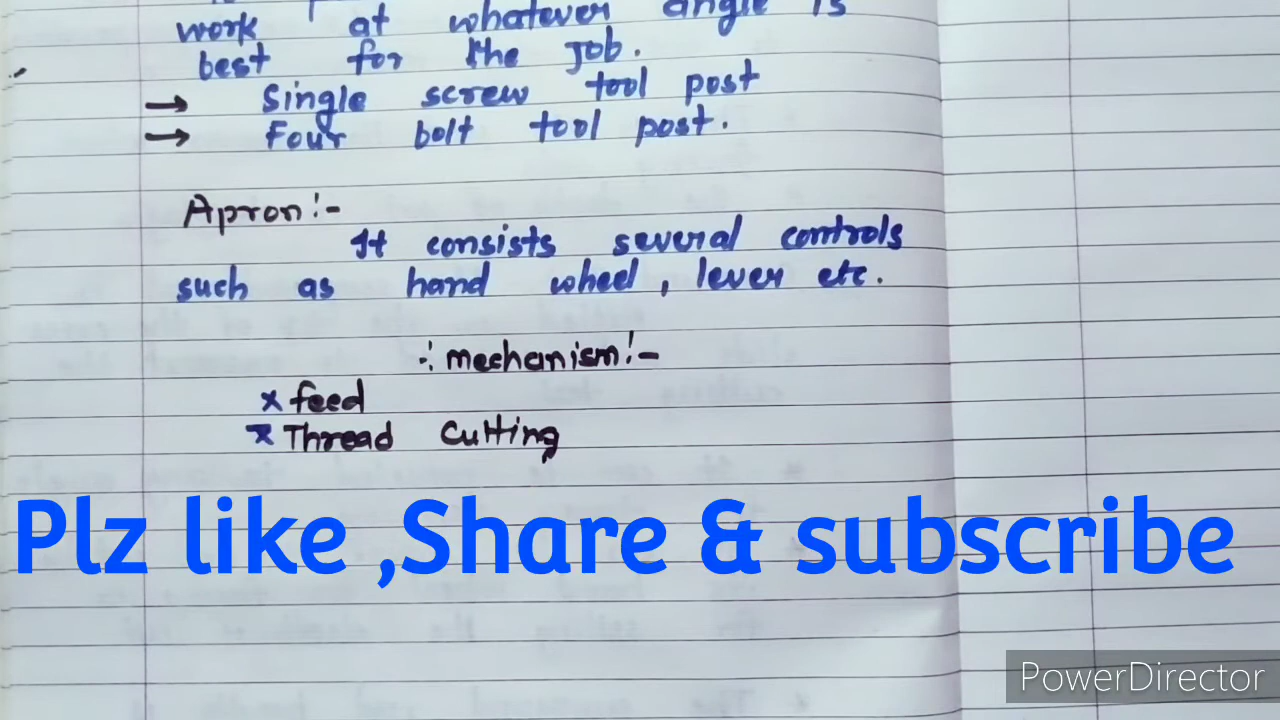 work at whatever angle is
best for the job.
→ Single screw tool post
→ Four bolt tool post.
Apron:-
It consists several controls
such as hand wheel, lever etc.
-: mechanism:-
x feed
x Thread Cutting
Plz like ,Share & subscribe
PowerDirector